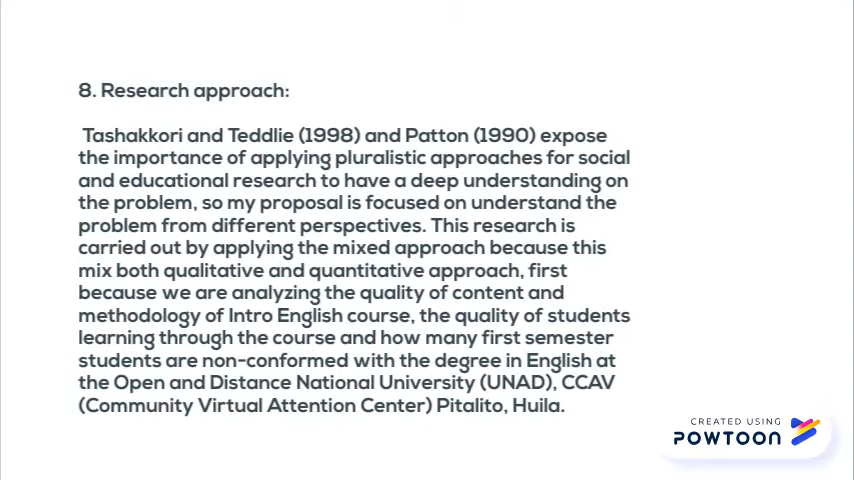 8. Research approach:
Tashakkori and Teddlie (1998) and Patton (1990) expose
the importance of applying pluralistic approaches for social
and educational research to have a deep understanding on
the problem, so my proposal is focused on understand the
problem from different perspectives. This research is
carried out by applying the mixed approach because this
mix both qualitative and quantitative approach, first
because we are analyzing the quality of content and
methodology of Intro English course, the quality of students
learning through the course and how many first semester
students are non-conformed with the degree in English at
the Open and Distance National University (UNAD), CCAV
(Community Virtual Attention Center) Pitalito, Huila.
CREATED USING
POWTOON